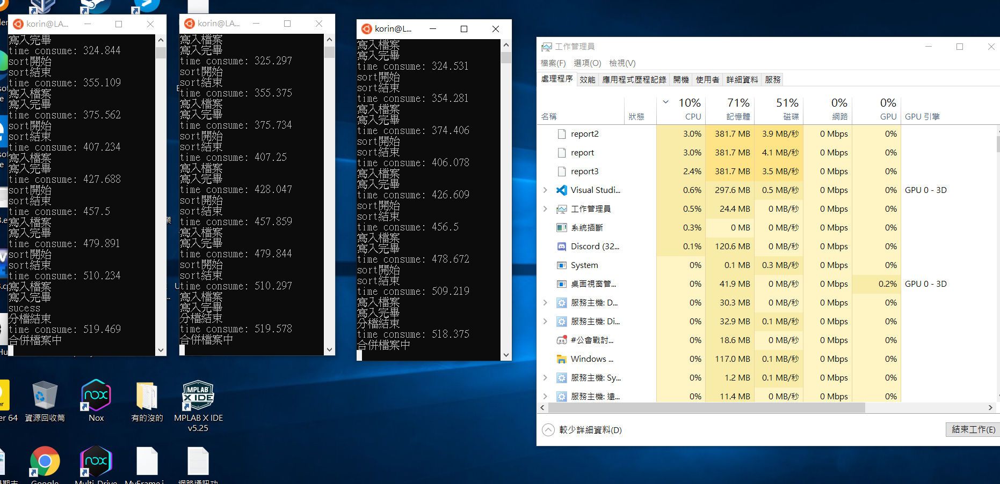 korin@LA...
寫入完畢
time consume: 324.844
sort開始
sort結束
time consume: 355.109
寫入檔案
寫入完畢
time consume: 375.562
sort開始
sort結束
time consume: 407.234
寫入檔案
寫入完畢
time consume: 427.688
sort開始
sort結束
time consume: 457.5
寫入檔案
寫入完畢
time consume: 479.891
sort開始
sort結束
time consume: 510.234
寫入檔案
寫入完畢
sucess
分檔結束
time consume: 519.469
合併檔案中
korin@LA...
寫入檔案
寫入完畢
time consume: 325.297
sort開始
sort結束
time consume: 355.375
寫入檔案
寫入完畢
time consume: 375.734
sort開始
sort結束
time consume: 407.25
寫入檔案
寫入完畢
time consume: 428.047
sort開始
sort結束
time consume: 457.859
寫入檔案
寫入完畢
time consume: 479.844
sort開始
sort結束
time consume: 510.297
寫入檔案
寫入完畢
分檔結束
time consume: 519.578
合併檔案中
korin@L...
寫入檔案
寫入完畢
time consume: 324.531
sort開始
sort結束
time consume: 354.281
寫入檔案
寫入完畢
time consume: 374.406
sort開始
sort結束
time consume: 406.078
寫入檔案
寫入完畢
time consume: 426.609
sort開始
sort結束
time consume: 456.5
寫入檔案
寫入完畢
time consume: 478.672
sort開始
sort結束
time consume: 509.219
寫入檔案
寫入完畢
分檔結束
time consume: 518.375
合併檔案中
工作管理員
檔案(F) 選項(O) 檢視(V)
處理程序 效能 應用程式歷程記錄 開機 使用者 詳細資料 服務
10% 71% 51% 0% 0%
名稱 狀態 CPU 記憶體 磁碟 網路 GPU GPU 引擎
report2 3.0% 381.7 MB 3.9 MB/秒 0 Mbps 0%
report 3.0% 381.7 MB 4.1 MB/秒 0 Mbps 0%
report3 2.4% 381.7 MB 3.5 MB/秒 0 Mbps 0%
Visual Studi... 0.6% 297.6 MB 0.5 MB/秒 0 Mbps 0% GPU 0 - 3D
工作管理員 0.5% 24.4 MB 0 MB/秒 0 Mbps 0%
系統插斷 0.3% 0 MB 0 MB/秒 0 Mbps 0%
Discord (32... 0.1% 120.6 MB 0 MB/秒 0 Mbps 0%
System 0% 0.1 MB 0.3 MB/秒 0 Mbps 0%
桌面視窗管... 0% 41.9 MB 0 MB/秒 0 Mbps 0.2% GPU 0 - 3D
服務主機: D... 0% 30.3 MB 0 MB/秒 0 Mbps 0%
服務主機: Di... 0% 32.9 MB 0.1 MB/秒 0 Mbps 0%
#公會戰討... 0% 18.6 MB 0 MB/秒 0 Mbps 0%
Windows ... 0% 117.0 MB 0.1 MB/秒 0 Mbps 0%
服務主機: Sy... 0% 1.2 MB 0.1 MB/秒 0 Mbps 0%
服務主機: 遠... 0% 11.4 MB 0 MB/秒 0 Mbps 0%
較少詳細資料(D)
結束工作(E)
er 64
資源回收筒
nox
Nox
有的沒的
MPLAB
X IDE
MPLAB X IDE
v5.25
Google
nox
Multi-Drive
MyFrame.j